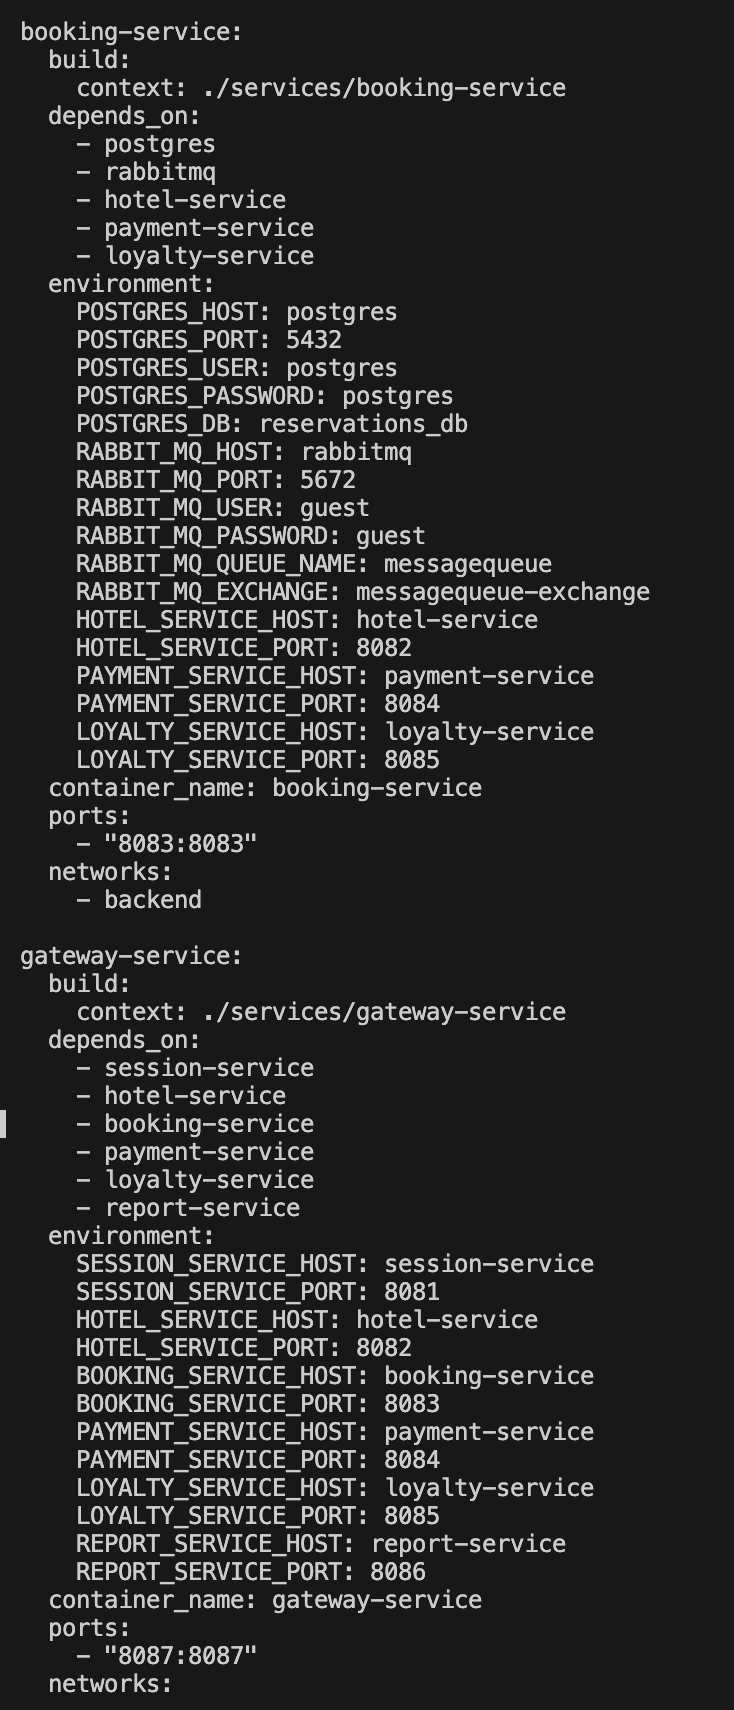 booking-service:
  build:
    context: ./services/booking-service
  depends_on:
    - postgres
    - rabbitmq
    - hotel-service
    - payment-service
    - loyalty-service
  environment:
    POSTGRES_HOST: postgres
    POSTGRES_PORT: 5432
    POSTGRES_USER: postgres
    POSTGRES_PASSWORD: postgres
    POSTGRES_DB: reservations_db
    RABBIT_MQ_HOST: rabbitmq
    RABBIT_MQ_PORT: 5672
    RABBIT_MQ_USER: guest
    RABBIT_MQ_PASSWORD: guest
    RABBIT_MQ_QUEUE_NAME: messagequeue
    RABBIT_MQ_EXCHANGE: messagequeue-exchange
    HOTEL_SERVICE_HOST: hotel-service
    HOTEL_SERVICE_PORT: 8082
    PAYMENT_SERVICE_HOST: payment-service
    PAYMENT_SERVICE_PORT: 8084
    LOYALTY_SERVICE_HOST: loyalty-service
    LOYALTY_SERVICE_PORT: 8085
  container_name: booking-service
  ports:
    - "8083:8083"
  networks:
    - backend

gateway-service:
  build:
    context: ./services/gateway-service
  depends_on:
    - session-service
    - hotel-service
    - booking-service
    - payment-service
    - loyalty-service
    - report-service
  environment:
    SESSION_SERVICE_HOST: session-service
    SESSION_SERVICE_PORT: 8081
    HOTEL_SERVICE_HOST: hotel-service
    HOTEL_SERVICE_PORT: 8082
    BOOKING_SERVICE_HOST: booking-service
    BOOKING_SERVICE_PORT: 8083
    PAYMENT_SERVICE_HOST: payment-service
    PAYMENT_SERVICE_PORT: 8084
    LOYALTY_SERVICE_HOST: loyalty-service
    LOYALTY_SERVICE_PORT: 8085
    REPORT_SERVICE_HOST: report-service
    REPORT_SERVICE_PORT: 8086
  container_name: gateway-service
  ports:
    - "8087:8087"
  networks: